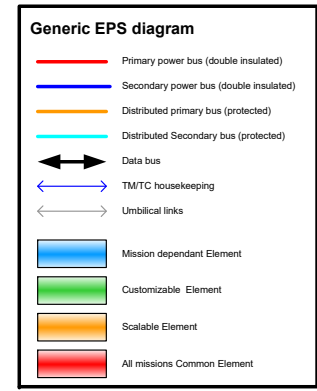 Generic EPS diagram
Primary power bus (double insulated)
Secondary power bus (double insulated)
Distributed primary bus (protected)
Distributed Secondary bus (protected)
Data bus
TM/TC housekeeping
Umbilical links
Mission dependant Element
Customizable Element
Scalable Element
All missions Common Element